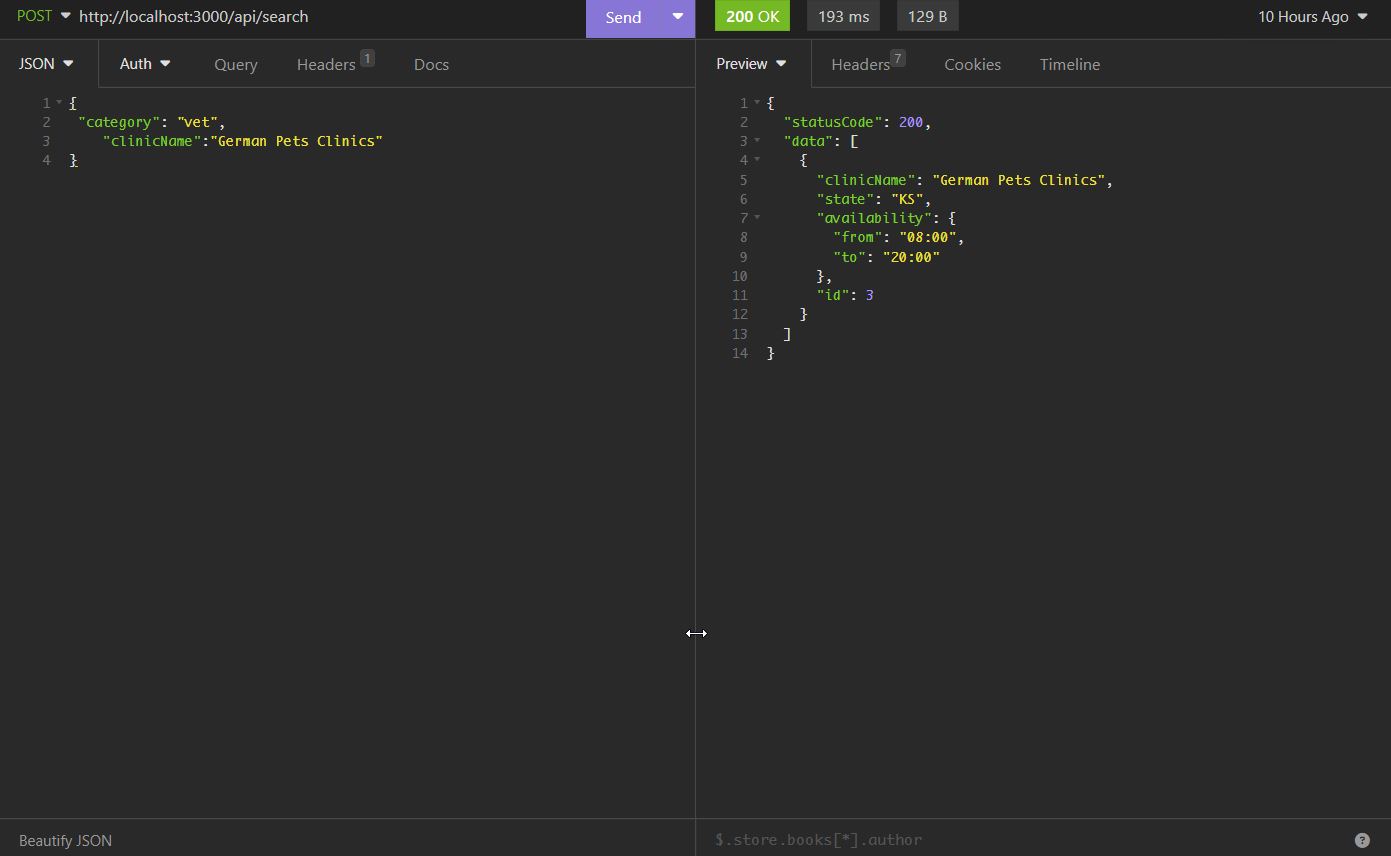 POST http://localhost:3000/api/search Send 200 OK 193 ms 129 B 10 Hours Ago
JSON Auth Query Headers 1 Docs Preview Headers 7 Cookies Timeline
1 {
2 "category": "vet",
3 "clinicName":"German Pets Clinics"
4 }
1 {
2 "statusCode": 200,
3 "data": [
4 {
5 "clinicName": "German Pets Clinics",
6 "state": "KS",
7 "availability": {
8 "from": "08:00",
9 "to": "20:00"
10 },
11 "id": 3
12 }
13 ]
14 }
Beautify JSON $.store.books[*].author ?